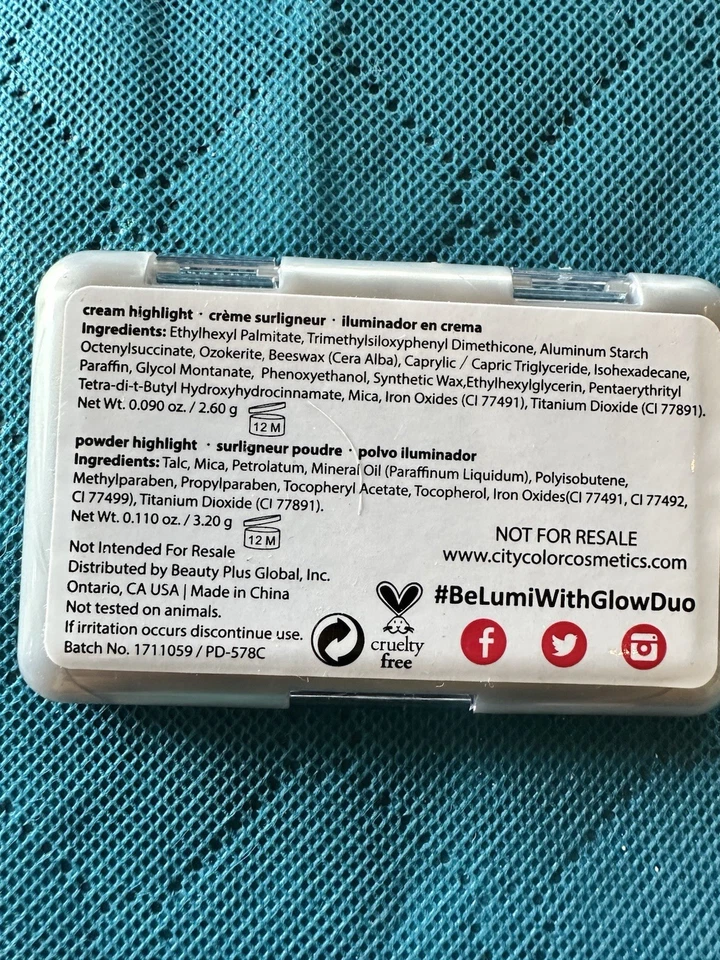 cream highlight · crème surligneur · iluminador en crema
Ingredients: Ethylhexyl Palmitate, Trimethylsiloxyphenyl Dimethicone, Aluminum Starch
Octenylsuccinate, Ozokerite, Beeswax (Cera Alba), Caprylic / Capric Triglyceride, Isohexadecane,
Paraffin, Glycol Montanate, Phenoxyethanol, Synthetic Wax,Ethylhexylglycerin, Pentaerythrityl
Tetra-di-t-Butyl Hydroxyhydrocinnamate, Mica, Iron Oxides (CI 77491), Titanium Dioxide (CI 77891).
Net Wt. 0.090 oz. / 2.60 g
12 M
powder highlight · surligneur poudre · polvo iluminador
Ingredients: Talc, Mica, Petrolatum, Mineral Oil (Paraffinum Liquidum), Polyisobutene,
Methylparaben, Propylparaben, Tocopheryl Acetate, Tocopherol, Iron Oxides(CI 77491, CI 77492,
CI 77499), Titanium Dioxide (CI 77891).
Net Wt. 0.110 oz. / 3.20 g
12 M
Not Intended For Resale
Distributed by Beauty Plus Global, Inc.
Ontario, CA USA | Made in China
Not tested on animals.
If irritation occurs discontinue use.
Batch No. 1711059 / PD-578C
cruelty
free
NOT FOR RESALE
www.citycolorcosmetics.com
#BeLumiWithGlowDuo